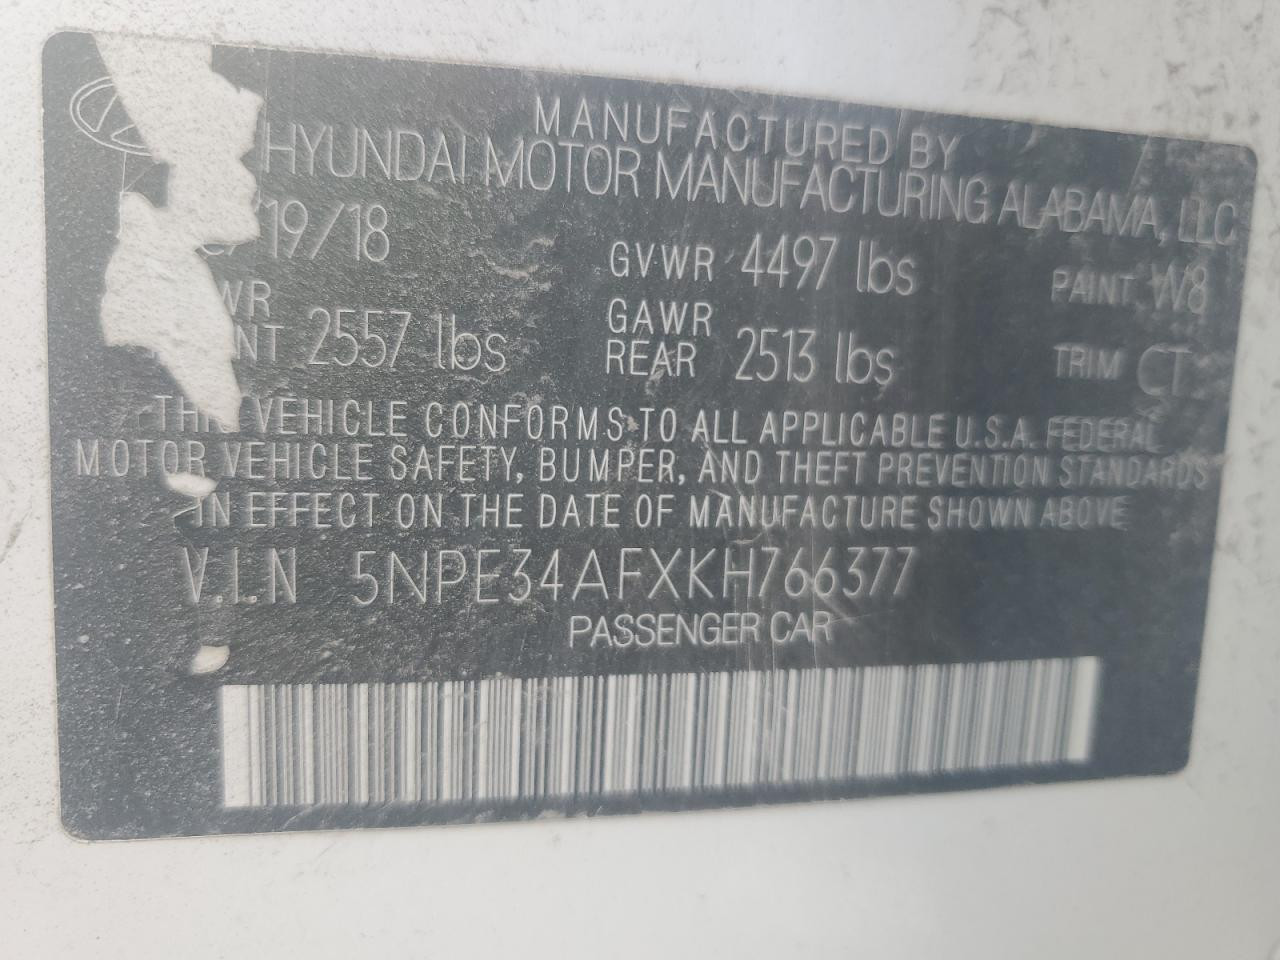 MANUFACTURED BY
HYUNDAI MOTOR MANUFACTURING ALABAMA, LLC
/19/18 GVWR 4497 lbs PAINT W8
WR GAWR
NT 2557 lbs REAR 2513 lbs TRIM CT
THI VEHICLE CONFORMS TO ALL APPLICABLE U.S.A. FEDERAL
MOTOR VEHICLE SAFETY, BUMPER, AND THEFT PREVENTION STANDARDS
IN EFFECT ON THE DATE OF MANUFACTURE SHOWN ABOVE
V.I.N 5NPE34AFXKH766377
PASSENGER CAR